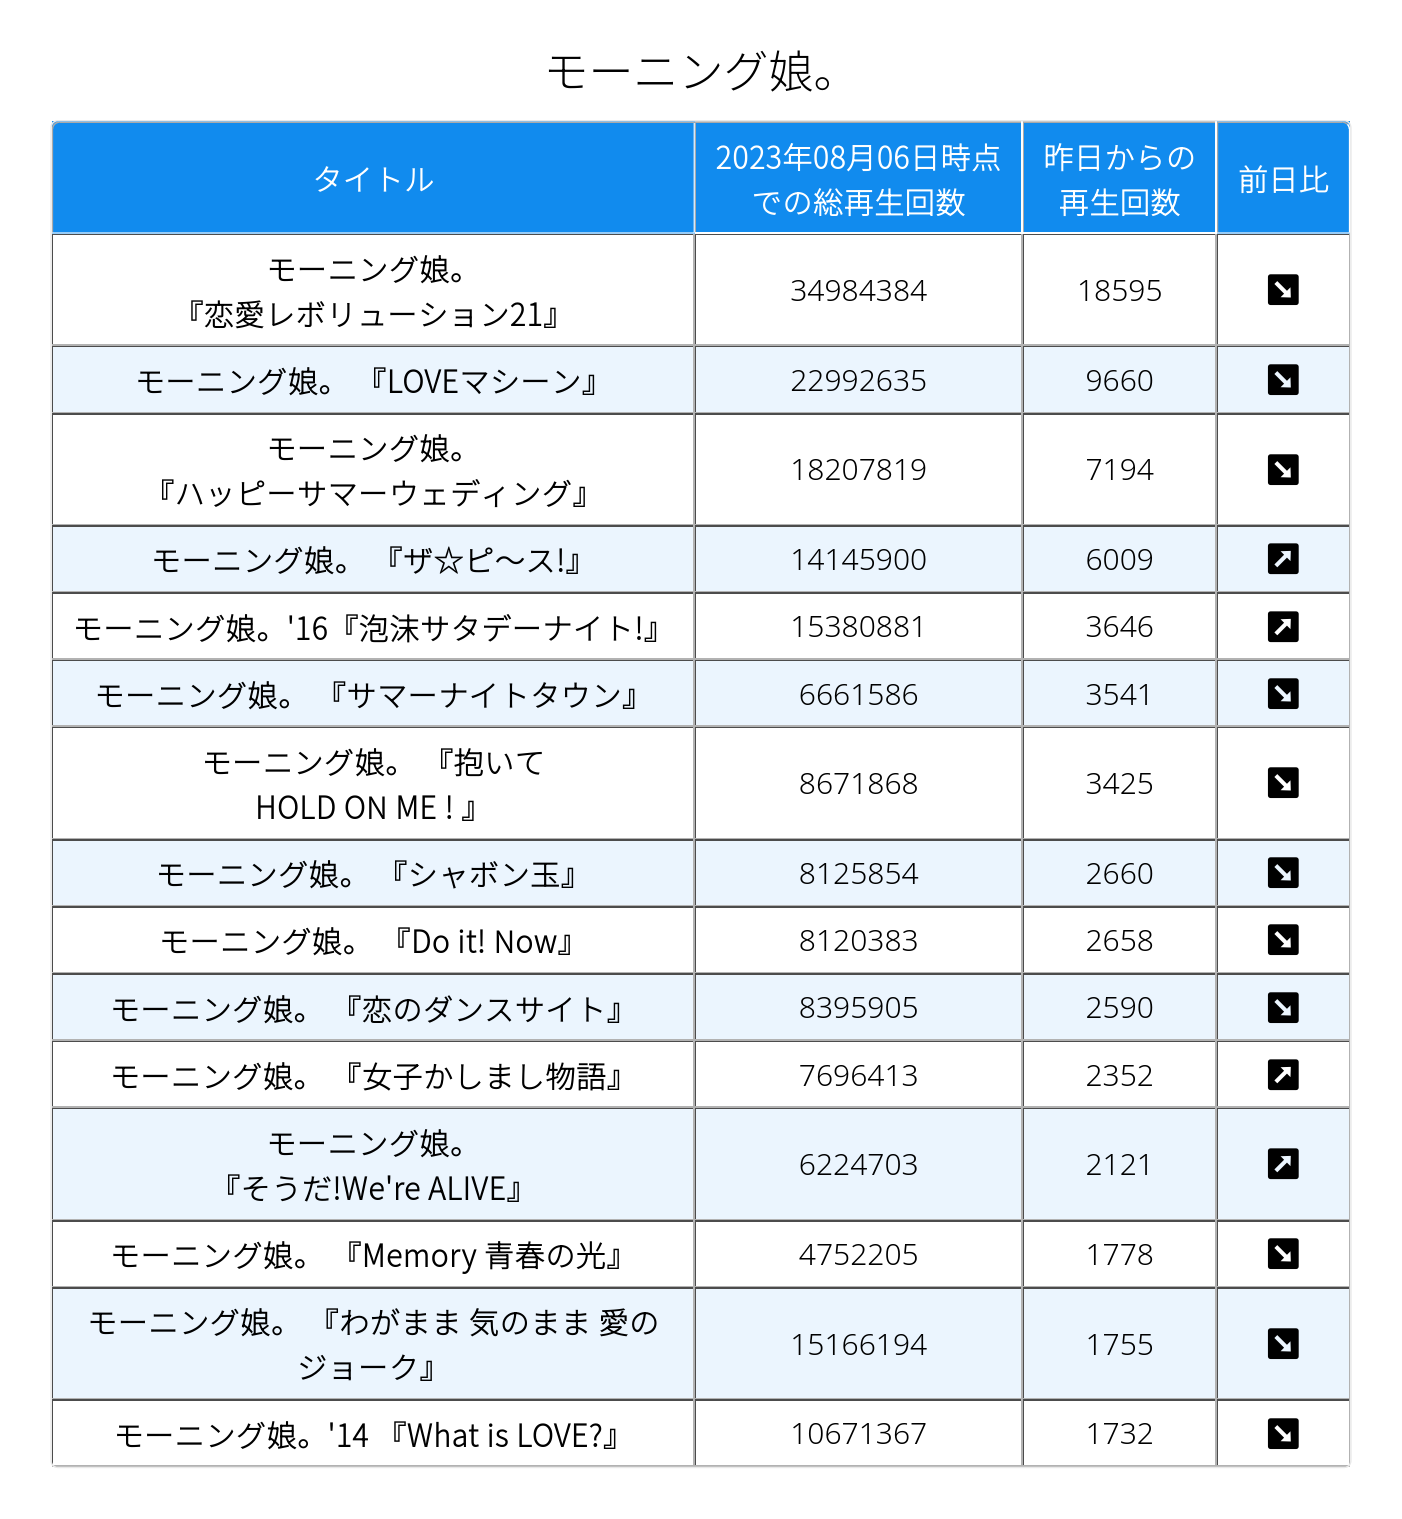 モーニング娘。
タイトル
2023年08月06日時点
での総再生回数
昨日からの
再生回数
前日比
モーニング娘。
『恋愛レボリューション21』
34984384
18595
モーニング娘。 『LOVEマシーン』
22992635
9660
モーニング娘。
『ハッピーサマーウェディング』
18207819
7194
モーニング娘。 『ザ☆ピ～ス!』
14145900
6009
モーニング娘。'16『泡沫サタデーナイト!』
15380881
3646
モーニング娘。 『サマーナイトタウン』
6661586
3541
モーニング娘。 『抱いて
HOLD ON ME ! 』
8671868
3425
モーニング娘。 『シャボン玉』
8125854
2660
モーニング娘。 『Do it! Now』
8120383
2658
モーニング娘。 『恋のダンスサイト』
8395905
2590
モーニング娘。 『女子かしまし物語』
7696413
2352
モーニング娘。
『そうだ!We're ALIVE』
6224703
2121
モーニング娘。 『Memory 青春の光』
4752205
1778
モーニング娘。 『わがまま 気のまま 愛の
ジョーク』
15166194
1755
モーニング娘。'14 『What is LOVE?』
10671367
1732